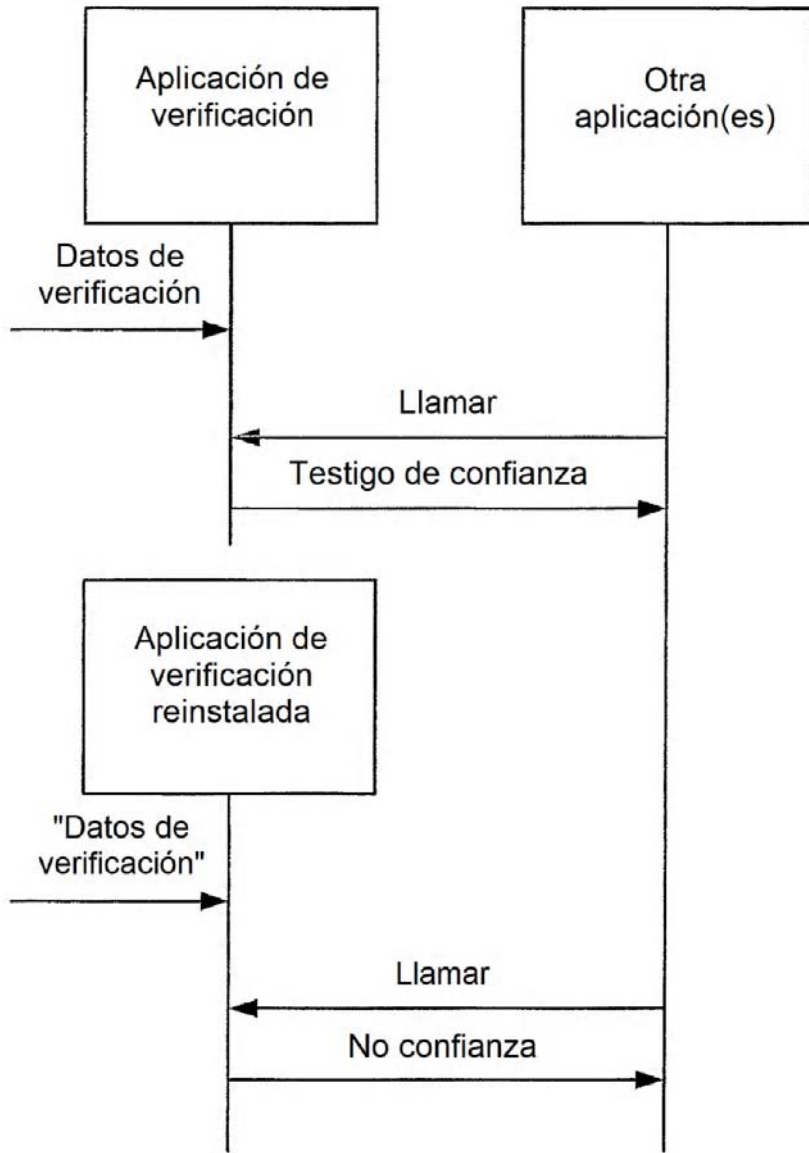 Aplicación de
verificación
Otra
aplicación(es)
Datos de
verificación
Llamar
Testigo de confianza
Aplicación de
verificación
reinstalada
"Datos de
verificación"
Llamar
No confianza